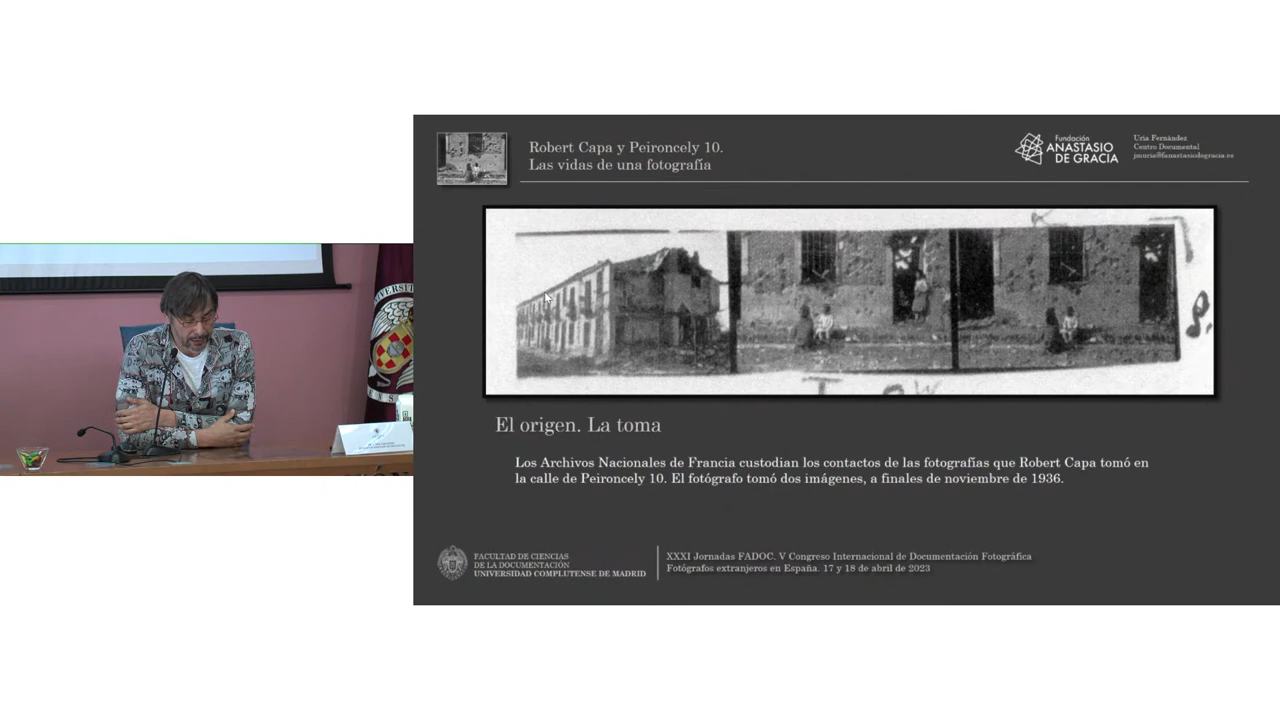 Robert Capa y Peironcely 10.
Las vidas de una fotografía
Fundación
ANASTASIO
DE GRACIA
Uría Fernández
Centro Documental
jmuria@fanastasiodegracia.es
El origen. La toma
Los Archivos Nacionales de Francia custodian los contactos de las fotografías que Robert Capa tomó en
la calle de Peironcely 10. El fotógrafo tomó dos imágenes, a finales de noviembre de 1936.
FACULTAD DE CIENCIAS
DE LA DOCUMENTACIÓN
UNIVERSIDAD COMPLUTENSE DE MADRID
XXXI Jornadas FADOC. V Congreso Internacional de Documentación Fotográfica
Fotógrafos extranjeros en España. 17 y 18 de abril de 2023